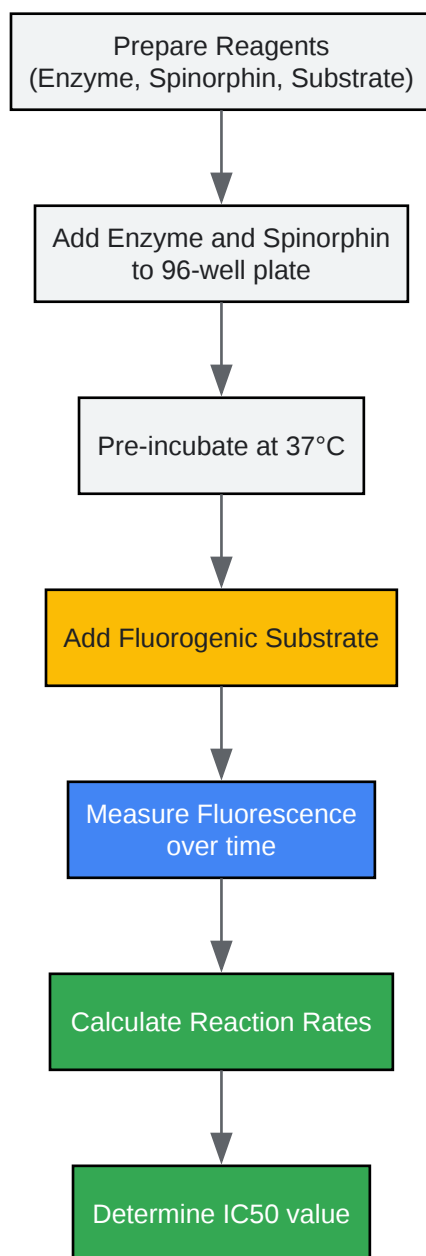 Prepare Reagents
(Enzyme, Spinorphin, Substrate)
Add Enzyme and Spinorphin
to 96-well plate
Pre-incubate at 37°C
Add Fluorogenic Substrate
Measure Fluorescence
over time
Calculate Reaction Rates
Determine IC50 value